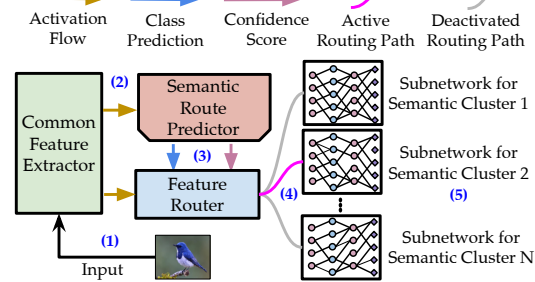 Activation Flow
Class Prediction
Confidence Score
Active Routing Path
Deactivated Routing Path
(2)
Semantic
Route
Predictor
Common
Feature
Extractor
(3)
Feature
Router
(4)
(1)
Input
Subnetwork for
Semantic Cluster 1
Subnetwork for
Semantic Cluster 2
(5)
Subnetwork for
Semantic Cluster N